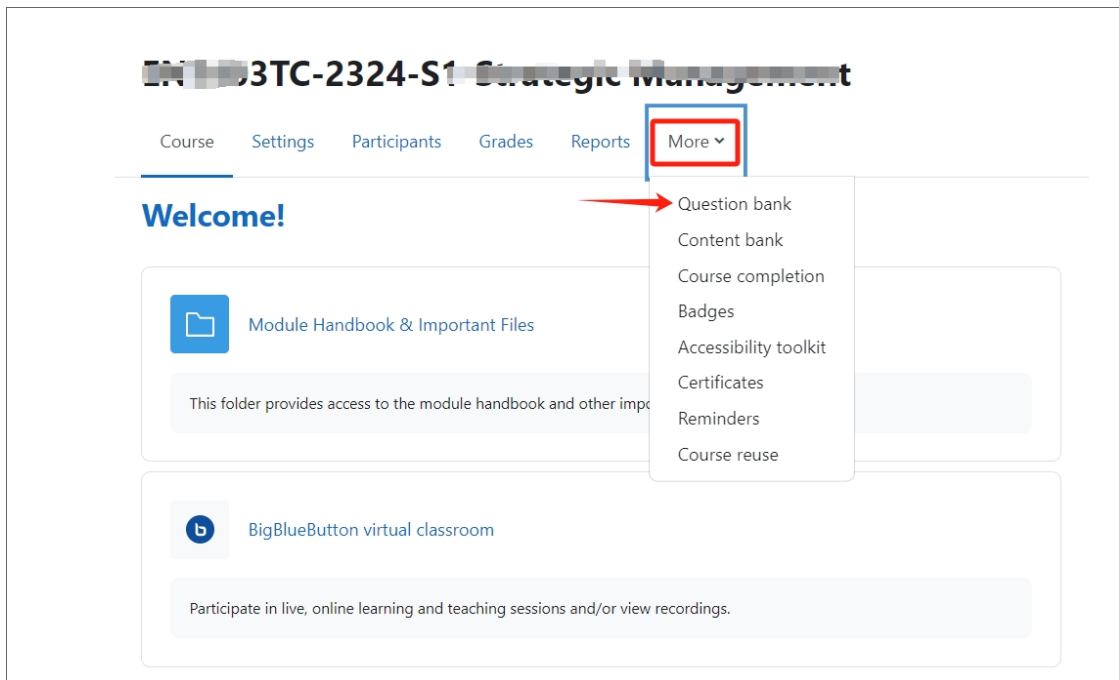 3TC-2324-S1 Strategic Management
Course Settings Participants Grades Reports More
Question bank
Content bank
Course completion
Badges
Accessibility toolkit
Certificates
Reminders
Course reuse
Welcome!
Module Handbook & Important Files
This folder provides access to the module handbook and other
BigBlueButton virtual classroom
Participate in live, online learning and teaching sessions and/or view recordings.